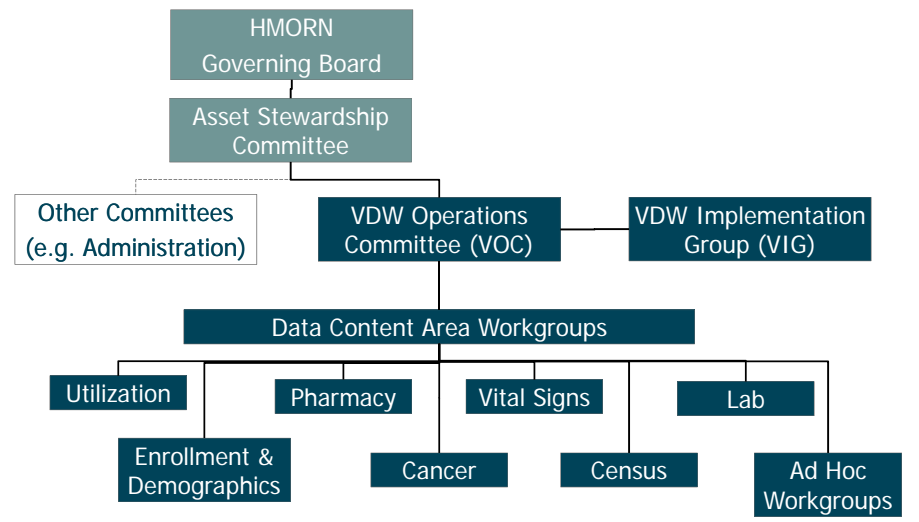 HMORN
Governing Board
Asset Stewardship
Committee
Other Committees
(e.g. Administration)
VDW Operations
Committee (VOC)
VDW Implementation
Group (VIG)
Data Content Area Workgroups
Utilization
Pharmacy
Vital Signs
Lab
Enrollment &
Demographics
Cancer
Census
Ad Hoc
Workgroups